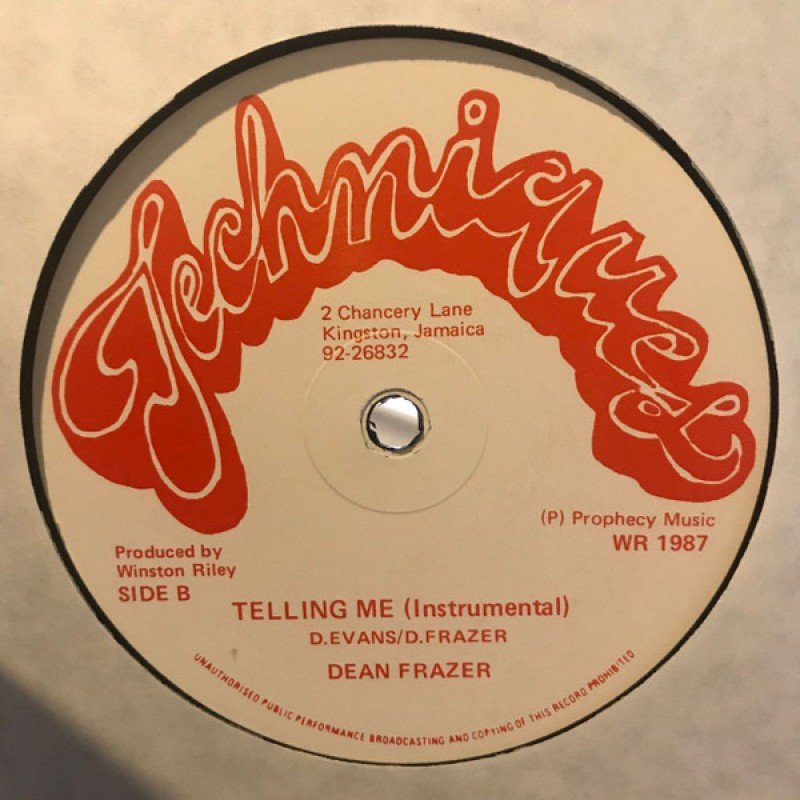 Techniques
2 Chancery Lane
Kingston, Jamaica
92-26832
(P) Prophecy Music
WR 1987
Produced by
Winston Riley
SIDE B
TELLING ME (Instrumental)
D.EVANS/D.FRAZER
DEAN FRAZER
UNAUTHORISED PUBLIC PERFORMANCE BROADCASTING AND COPYING OF THIS RECORD PROHIBITED